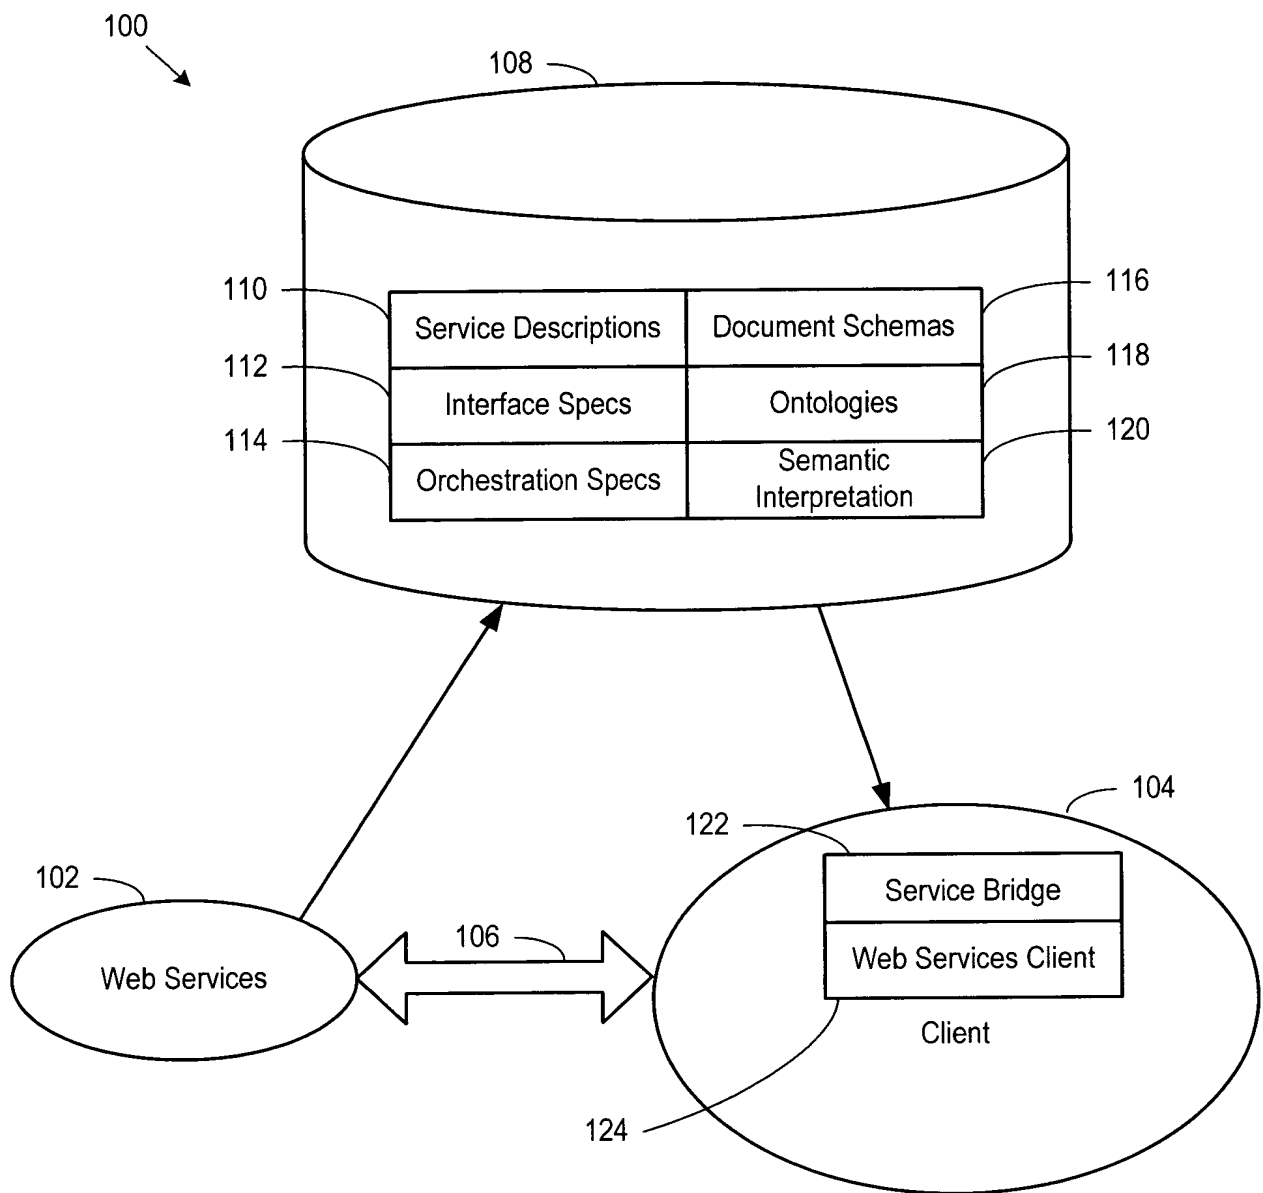 100
108
110
Service Descriptions
Document Schemas
116
112
Interface Specs
Ontologies
118
114
Orchestration Specs
Semantic
Interpretation
120
104
122
Service Bridge
102
Web Services
106
Web Services Client
Client
124